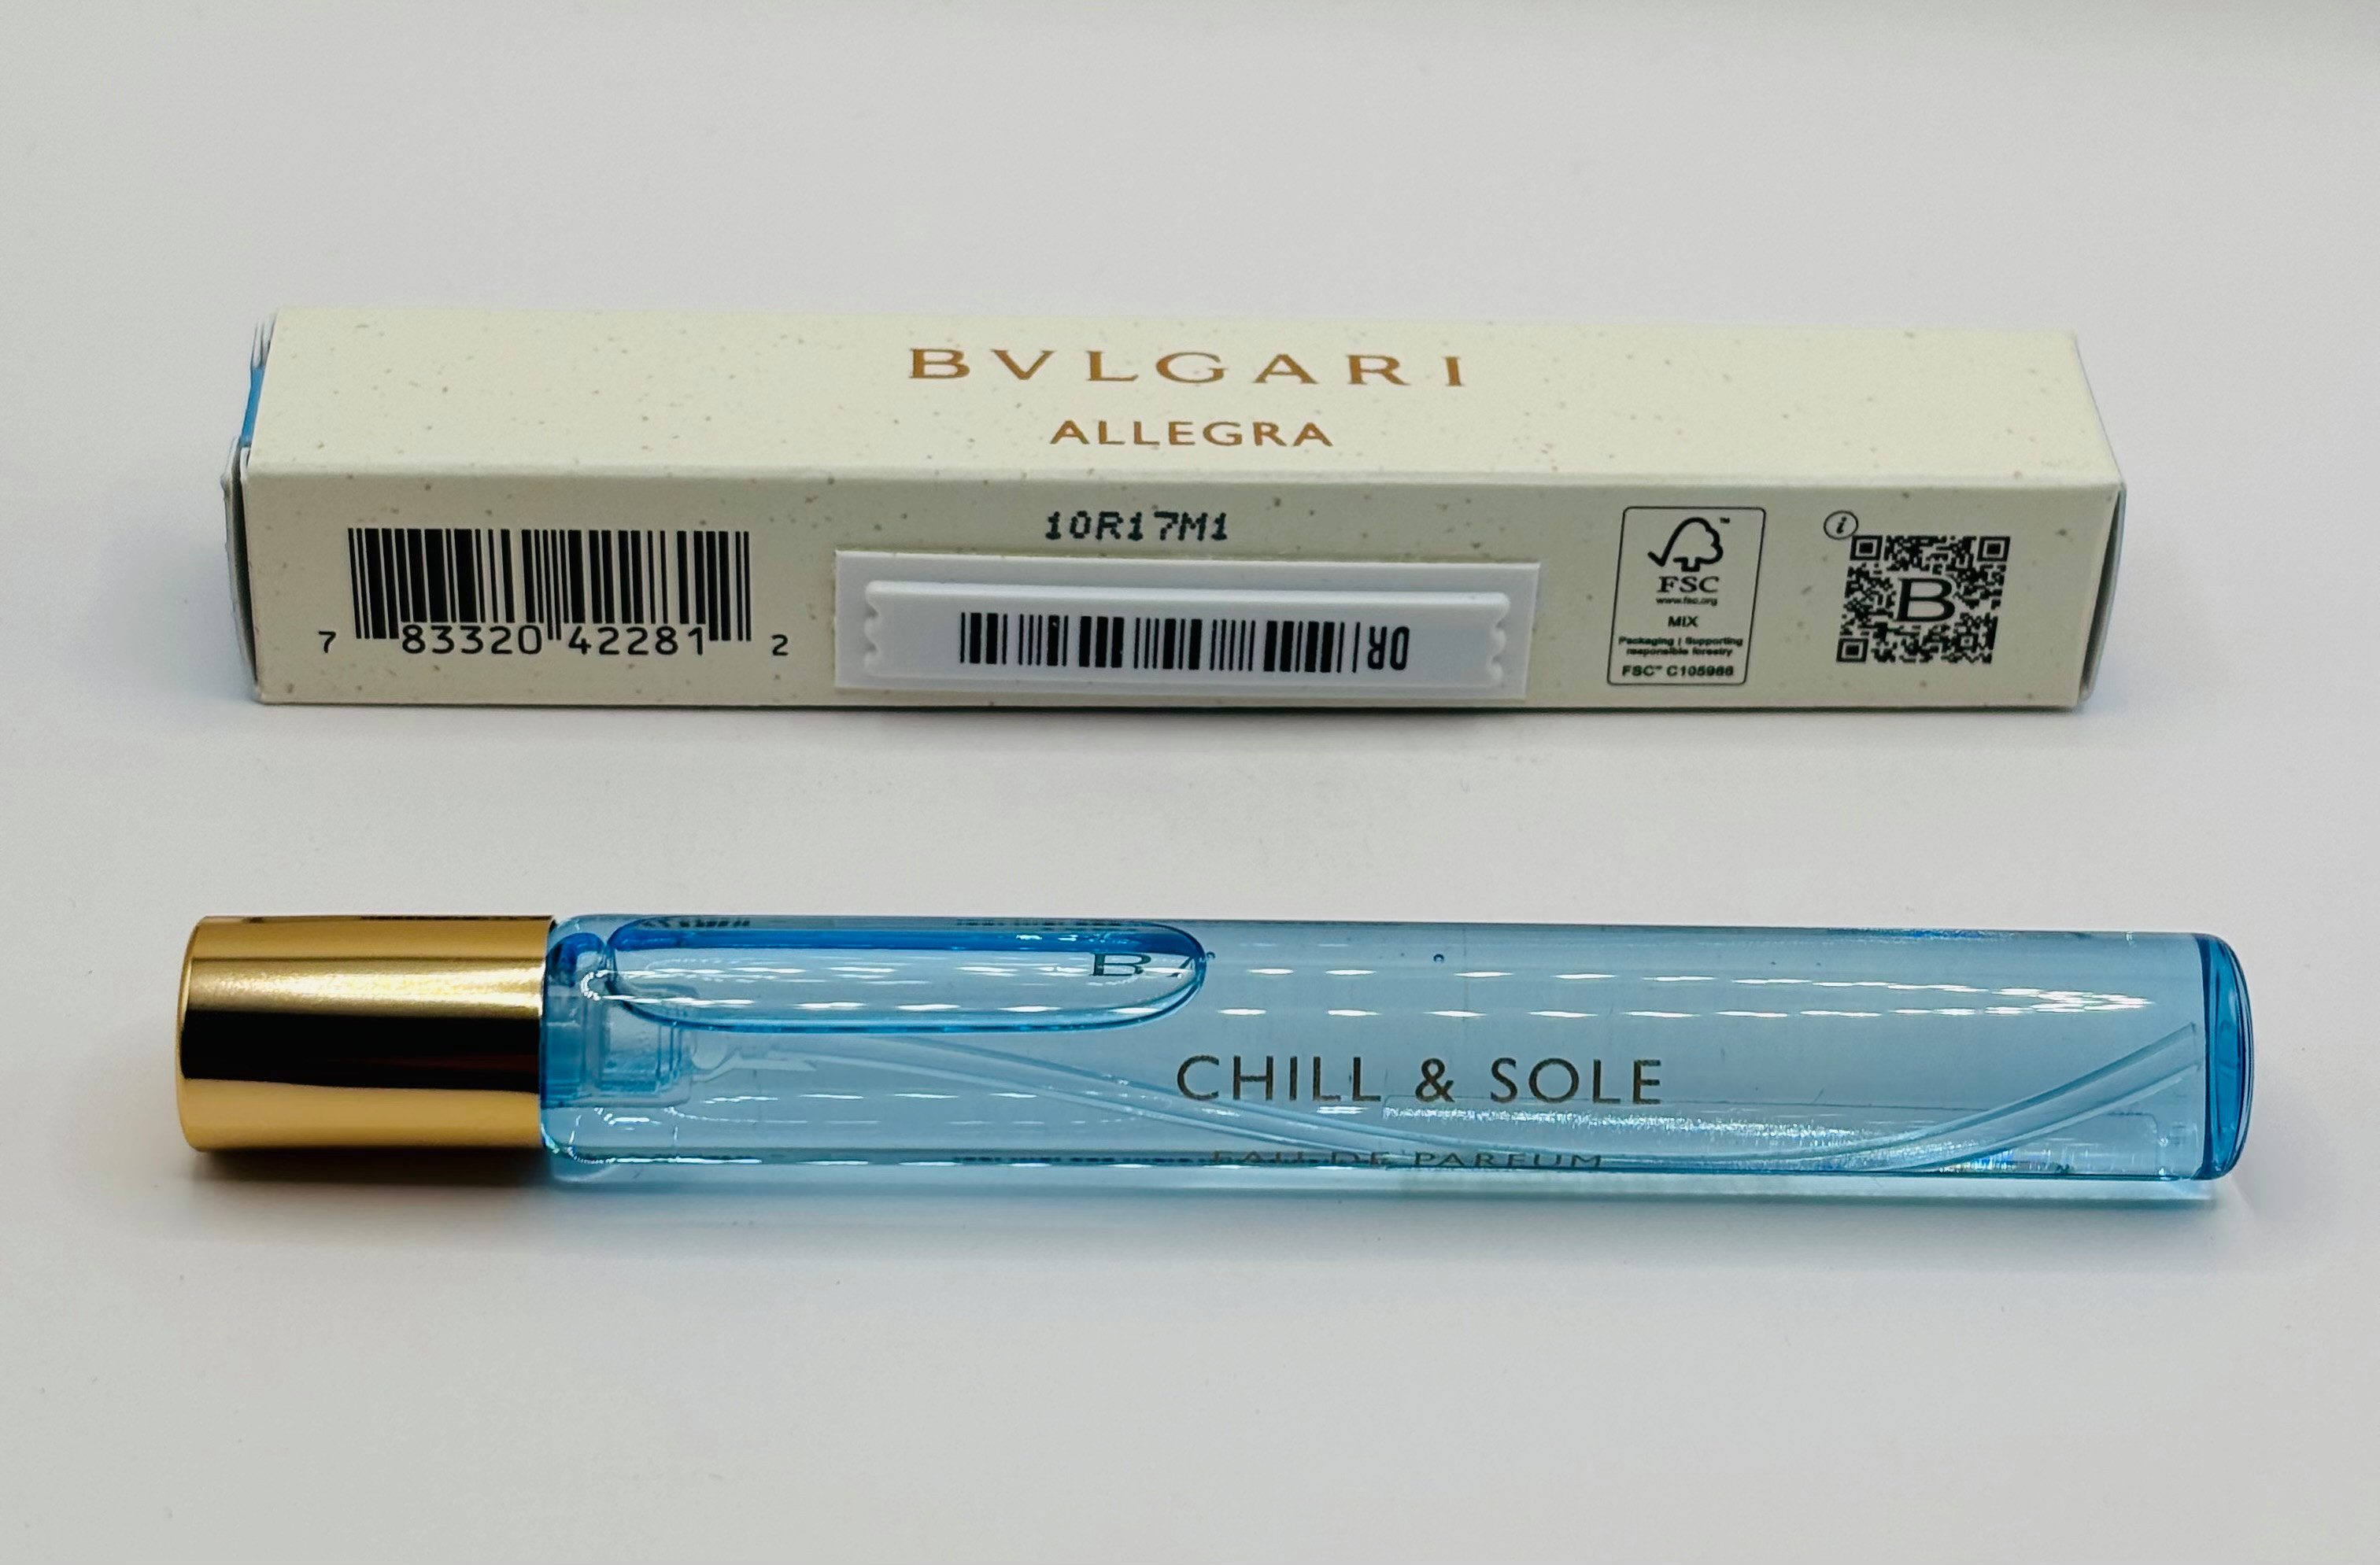 BVLGARI
ALLEGRA
10R17M1
7 83320 42281 2
DR
FSC
www.fsc.org
MIX
Packaging | Supporting
responsible forestry
FSC™ C105986
i
B
CHILL & SOLE
EAU DE PARFUM